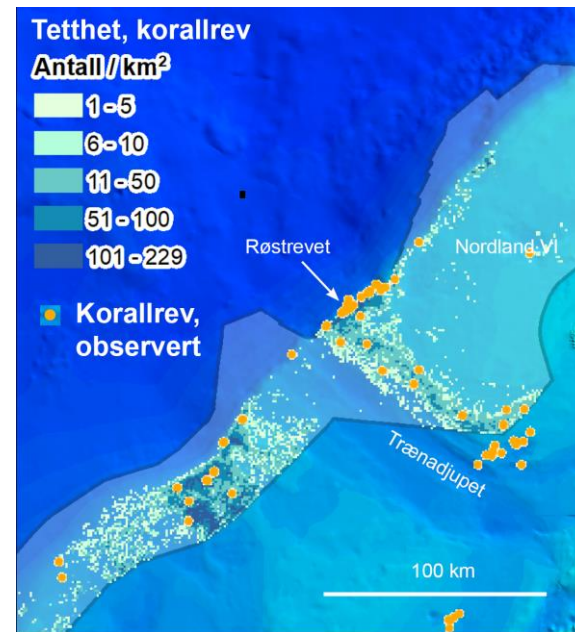 Tetthet, korallrev
Antall / km²
1 - 5
6 - 10
11 - 50
51 - 100
101 - 229
Korallrev,
observert
Røstrevet
Nordland VI
Trænadjupet
100 km